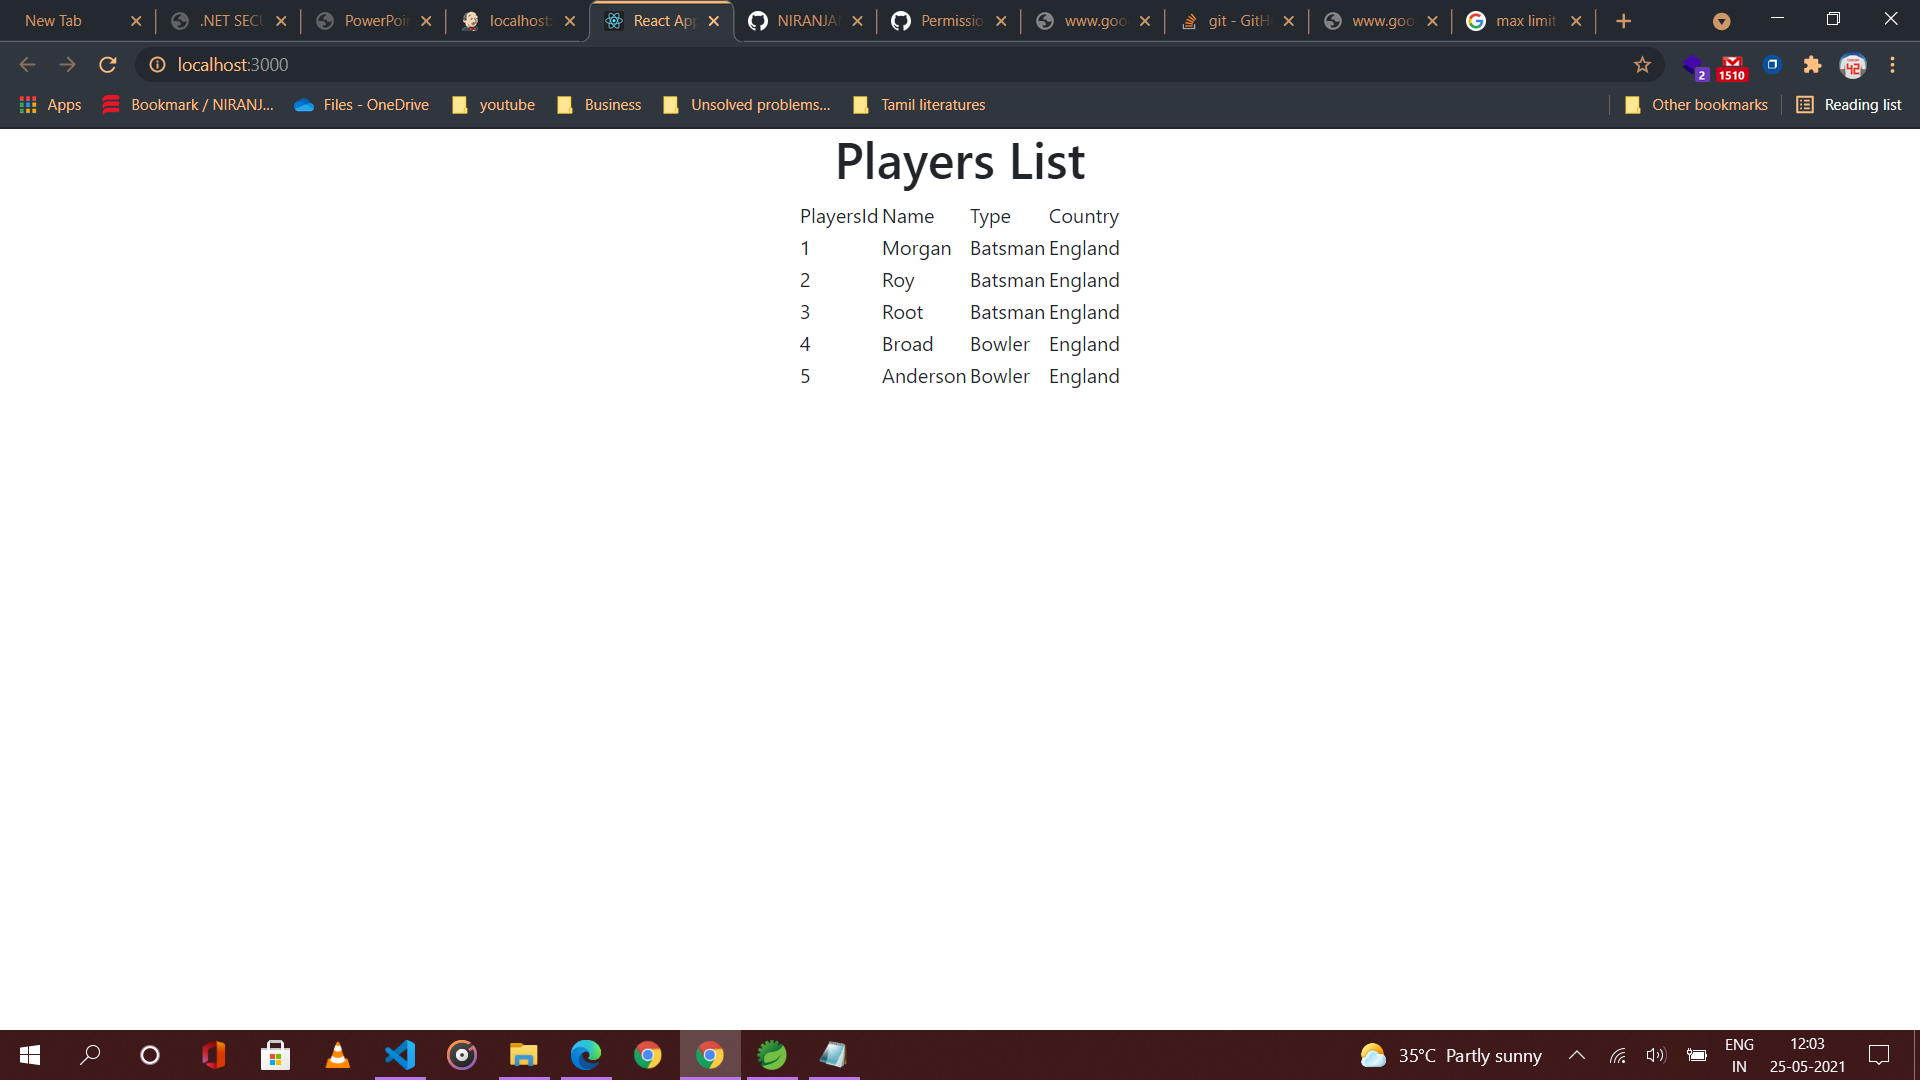 New Tab .NET SECU PowerPoin localhost: React App NIRANJAN Permissio www.goo git - GitH www.goo max limit
localhost:3000
2 1510 42
Apps Bookmark / NIRANJ... Files - OneDrive youtube Business Unsolved problems... Tamil literatures Other bookmarks Reading list
Players List
PlayersId Name Type Country
1 Morgan Batsman England
2 Roy Batsman England
3 Root Batsman England
4 Broad Bowler England
5 Anderson Bowler England
35°C Partly sunny ENG 12:03
IN 25-05-2021